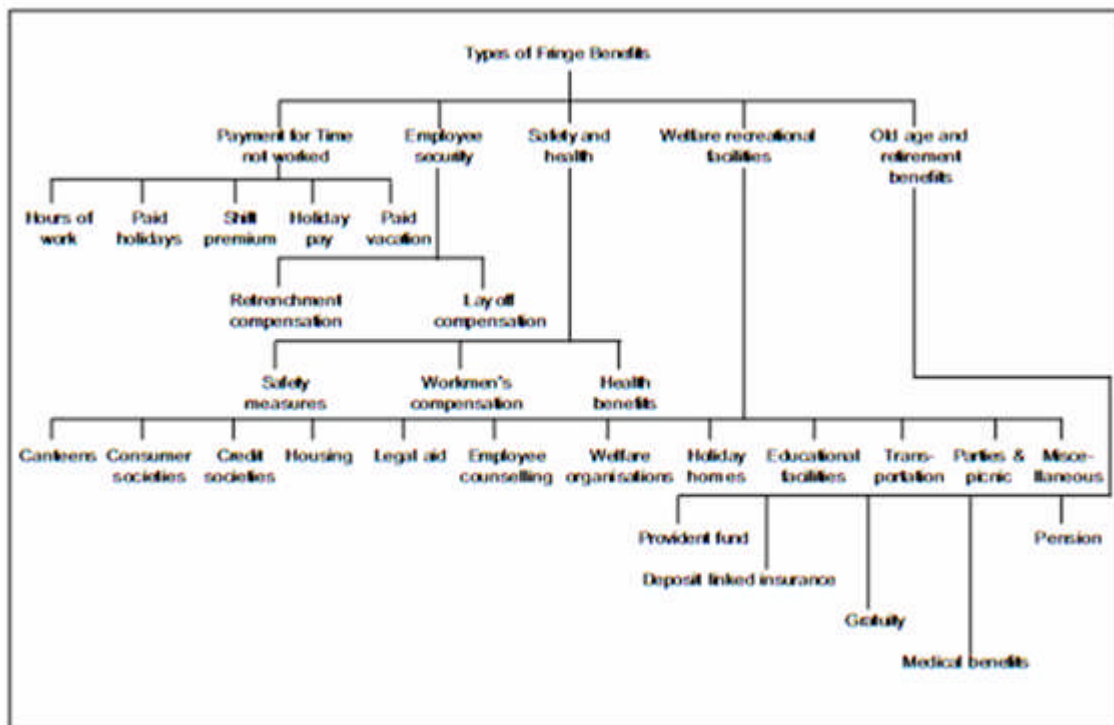 Types of Fringe Benefits
Payment for Time
not worked
Employee
security
Safety and
health
Welfare recreational
facilities
Old age and
retirement
benefits
Hours of
work
Paid
holidays
Shift
premium
Holiday
pay
Paid
vacation
Retrenchment
compensation
Lay off
compensation
Safety
measures
Workmen's
compensation
Health
benefits
Canteens
Consumer
societies
Credit
societies
Housing
Legal aid
Employee
counselling
Welfare
organisations
Holiday
homes
Educational
facilities
Trans-
portation
Parties &
picnic
Misce-
llaneous
Provident fund
Deposit linked insurance
Gratuity
Medical benefits
Pension